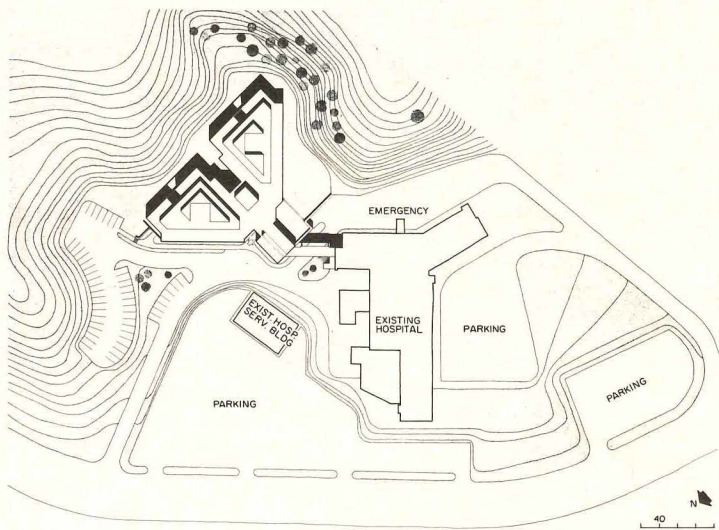 EMERGENCY
EXIST. HOSP.
SERV. BLDG
EXISTING
HOSPITAL
PARKING
PARKING
PARKING
N
40